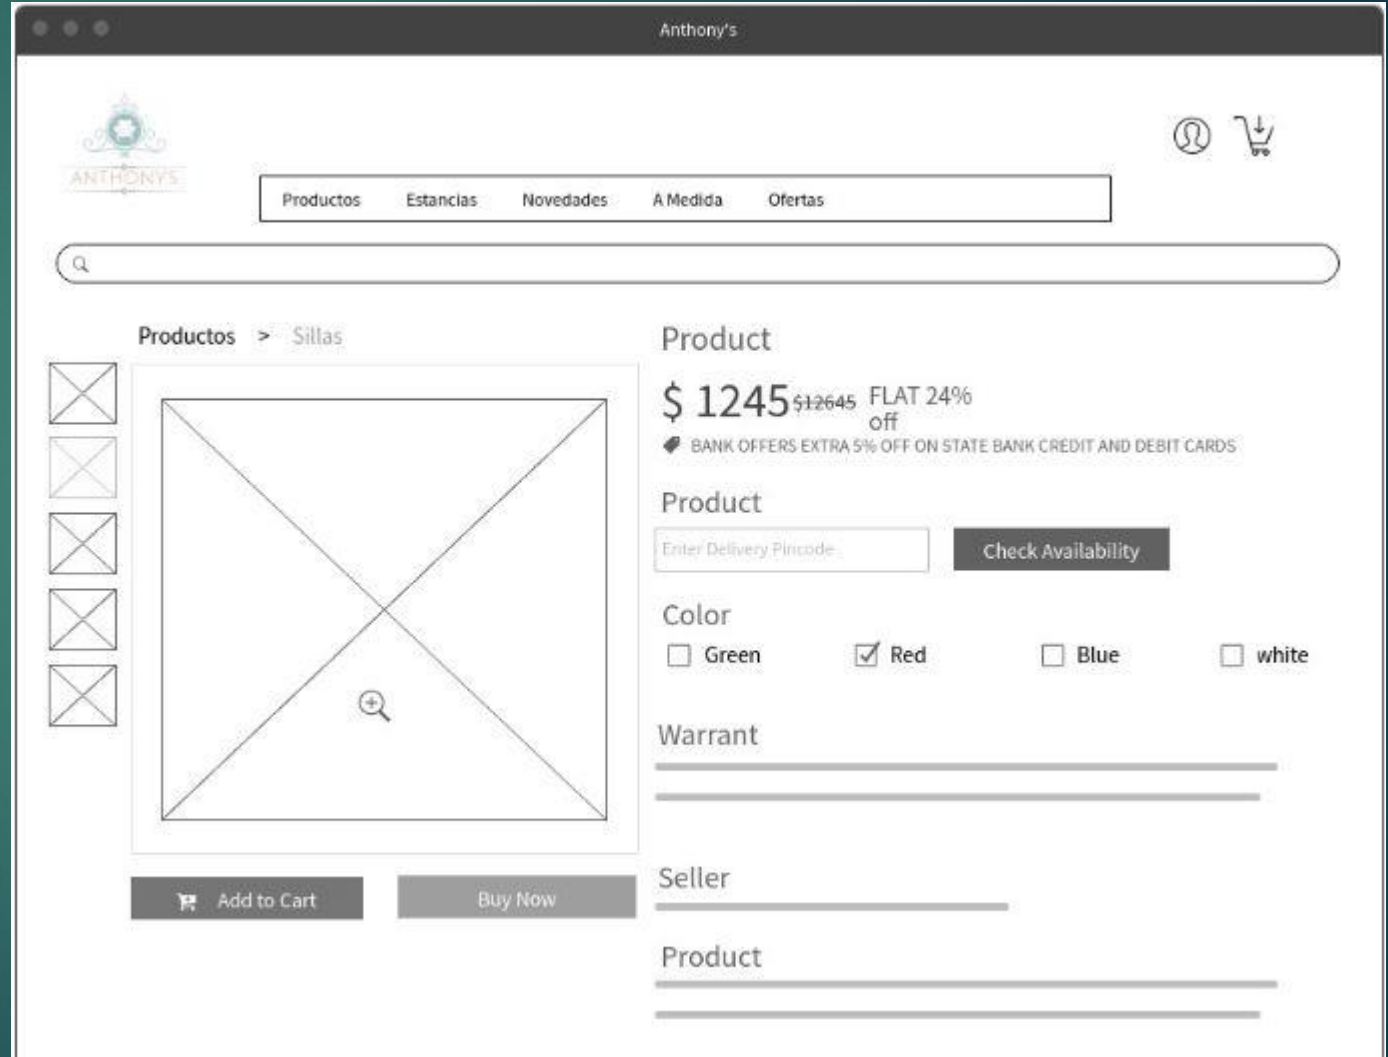 Anthony's
ANTHONYS
Productos Estancias Novedades A Medida Ofertas
Productos > Sillas
Product
$ 1245 $12645 FLAT 24%
off
BANK OFFERS EXTRA 5% OFF ON STATE BANK CREDIT AND DEBIT CARDS
Product
Enter Delivery Pincode Check Availability
Color
Green Red Blue white
Warrant
Seller
Add to Cart Buy Now
Product